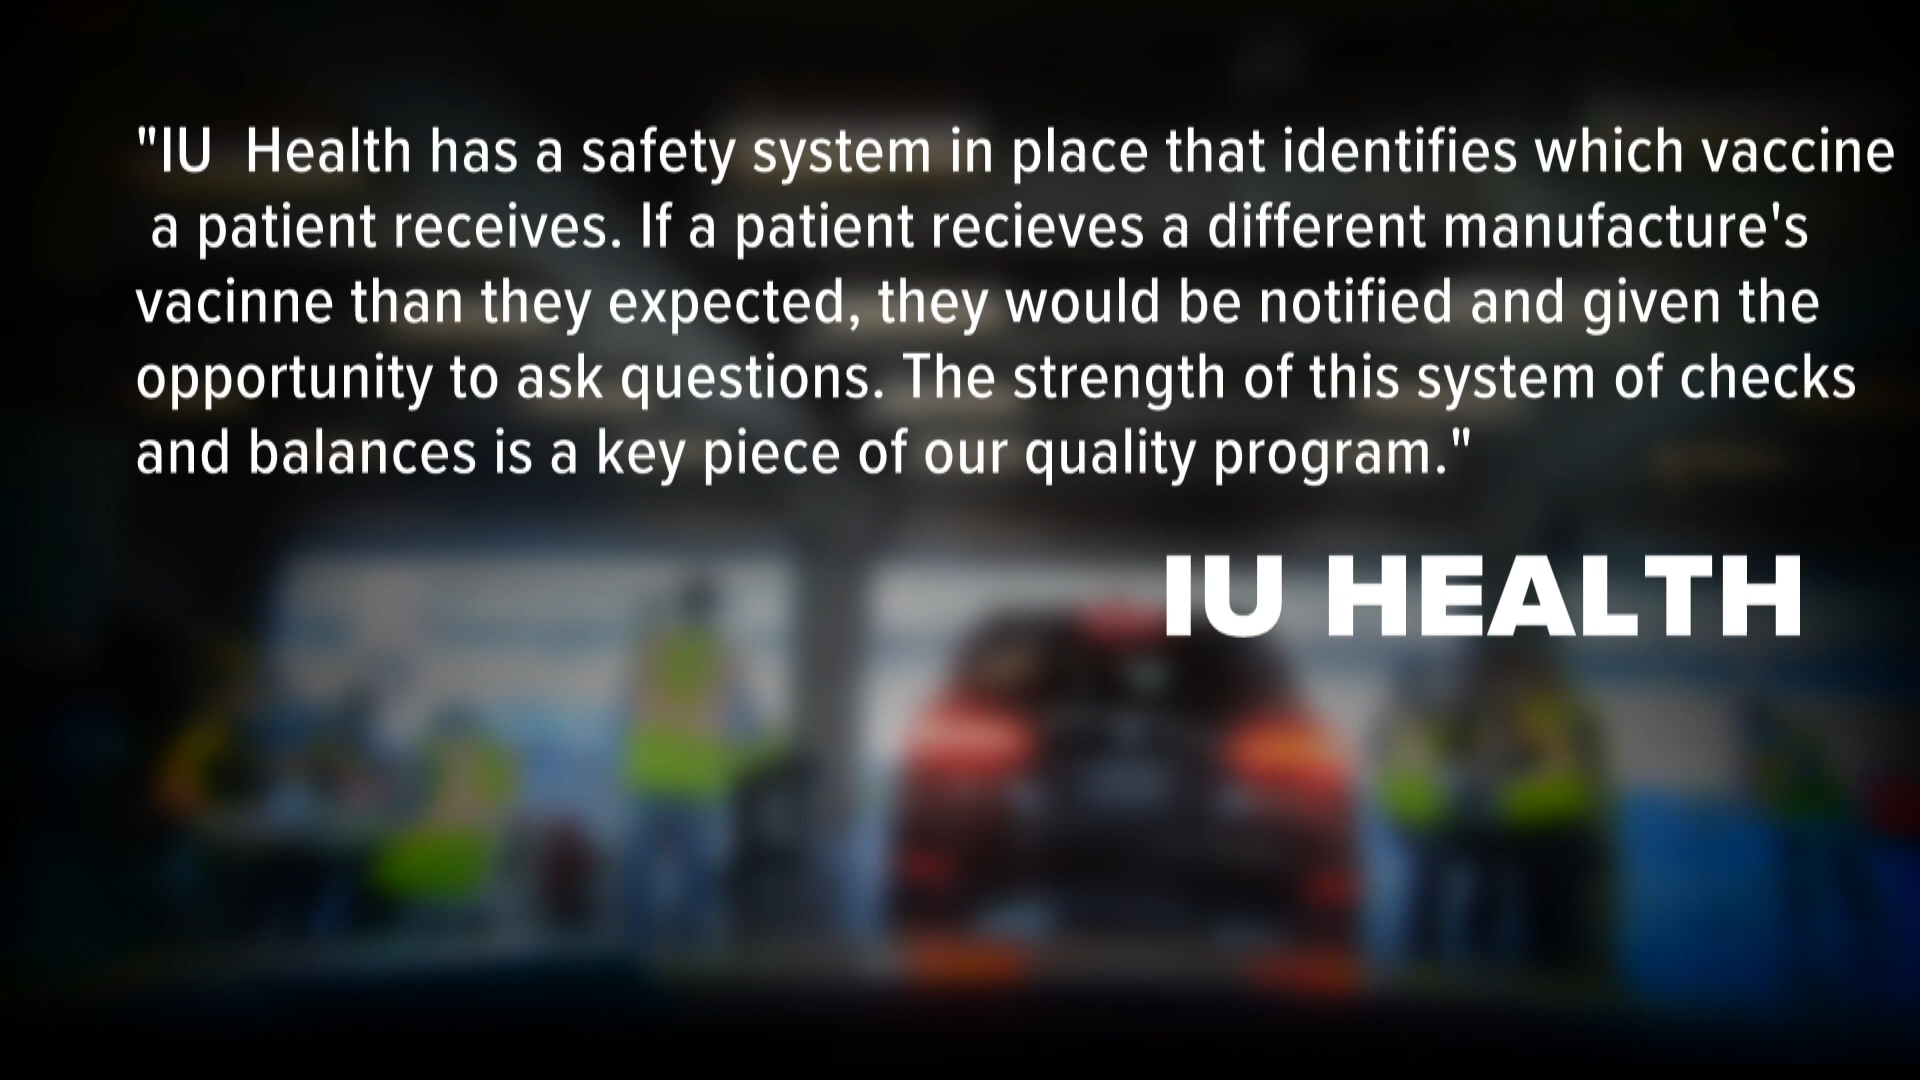 "IU  Health has a safety system in place that identifies which vaccine
a patient receives. If a patient recieves a different manufacture's
vacinne than they expected, they would be notified and given the
opportunity to ask questions. The strength of this system of checks
and balances is a key piece of our quality program."
IU HEALTH